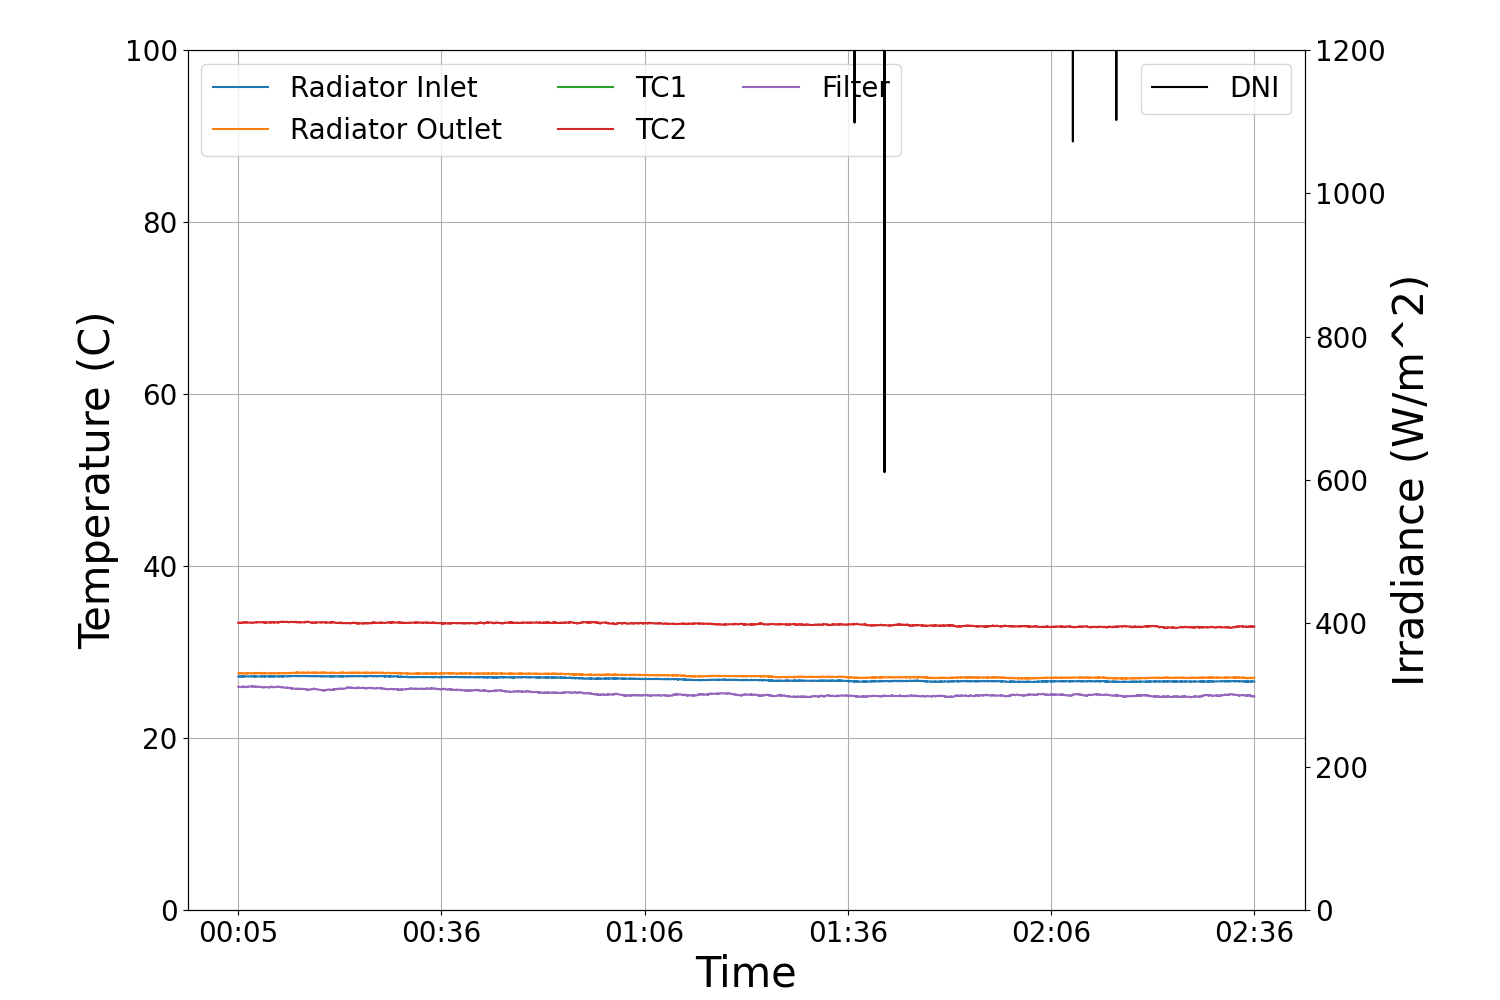 100
80
60
40
20
0
Temperature (C)
Radiator Inlet
Radiator Outlet
TC1
TC2
Filter
DNI
1200
1000
800
600
400
200
0
Irradiance (W/m^2)
00:05 00:36 01:06 01:36 02:06 02:36
Time